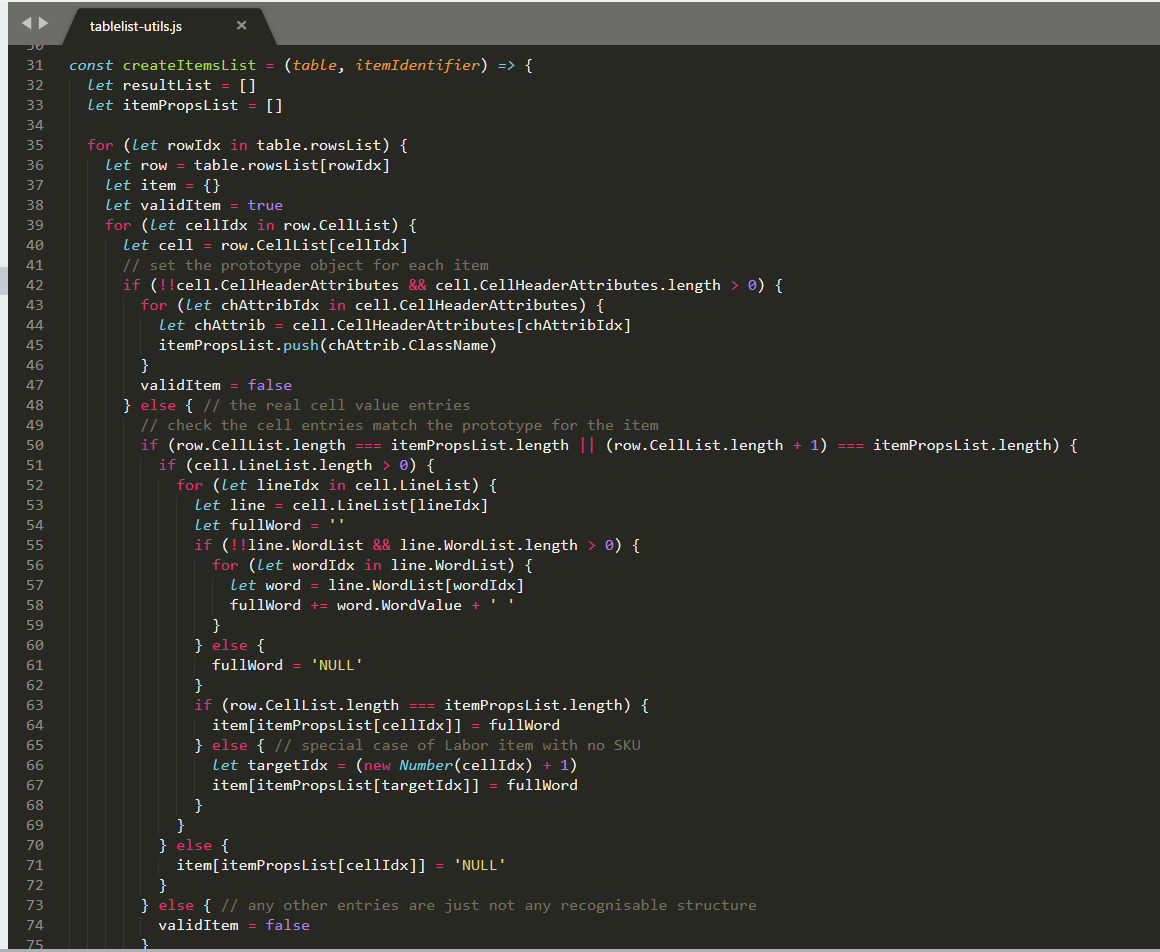 tablelist-utils.js ×
30
31 const createItemsList = (table, itemIdentifier) => {
32   let resultList = []
33   let itemPropsList = []
34
35   for (let rowIdx in table.rowsList) {
36     let row = table.rowsList[rowIdx]
37     let item = {}
38     let validItem = true
39     for (let cellIdx in row.CellList) {
40       let cell = row.CellList[cellIdx]
41       // set the prototype object for each item
42       if (!!cell.CellHeaderAttributes && cell.CellHeaderAttributes.length > 0) {
43         for (let chAttribIdx in cell.CellHeaderAttributes) {
44           let chAttrib = cell.CellHeaderAttributes[chAttribIdx]
45           itemPropsList.push(chAttrib.ClassName)
46         }
47         validItem = false
48       } else { // the real cell value entries
49         // check the cell entries match the prototype for the item
50         if (row.CellList.length === itemPropsList.length || (row.CellList.length + 1) === itemPropsList.length) {
51           if (cell.LineList.length > 0) {
52             for (let lineIdx in cell.LineList) {
53               let line = cell.LineList[lineIdx]
54               let fullWord = ''
55               if (!!line.WordList && line.WordList.length > 0) {
56                 for (let wordIdx in line.WordList) {
57                   let word = line.WordList[wordIdx]
58                   fullWord += word.WordValue + ' '
59                 }
60               } else {
61                 fullWord = 'NULL'
62               }
63               if (row.CellList.length === itemPropsList.length) {
64                 item[itemPropsList[cellIdx]] = fullWord
65               } else { // special case of Labor item with no SKU
66                 let targetIdx = (new Number(cellIdx) + 1)
67                 item[itemPropsList[targetIdx]] = fullWord
68               }
69             }
70           } else {
71             item[itemPropsList[cellIdx]] = 'NULL'
72           }
73         } else { // any other entries are just not any recognisable structure
74           validItem = false
75         }